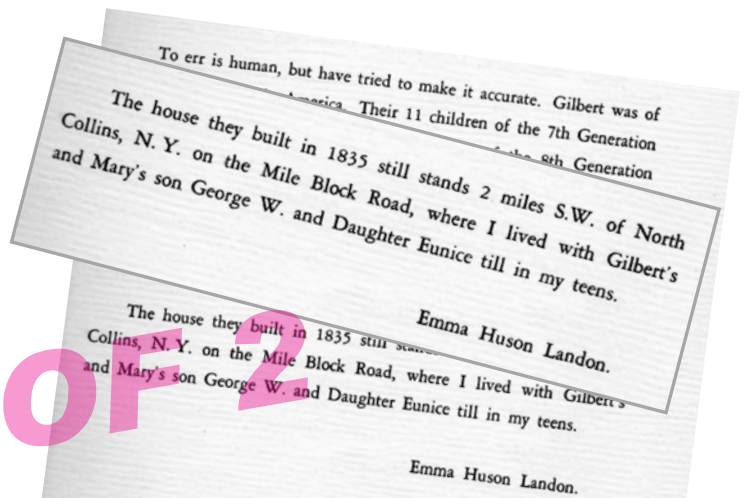 To err is human, but have tried to make it accurate. Gilbert was of
America. Their 11 children of the 7th Generation
the 8th Generation
The house they built in 1835 still stands 2 miles S.W. of North
Collins, N. Y. on the Mile Block Road, where I lived with Gilbert's
and Mary's son George W. and Daughter Eunice till in my teens.
Emma Huson Landon.
The house they built in 1835 still
Collins, N. Y. on the Mile Block Road, where I lived with Gilbert's
and Mary's son George W. and Daughter Eunice till in my teens.
Emma Huson Landon.
OF 2